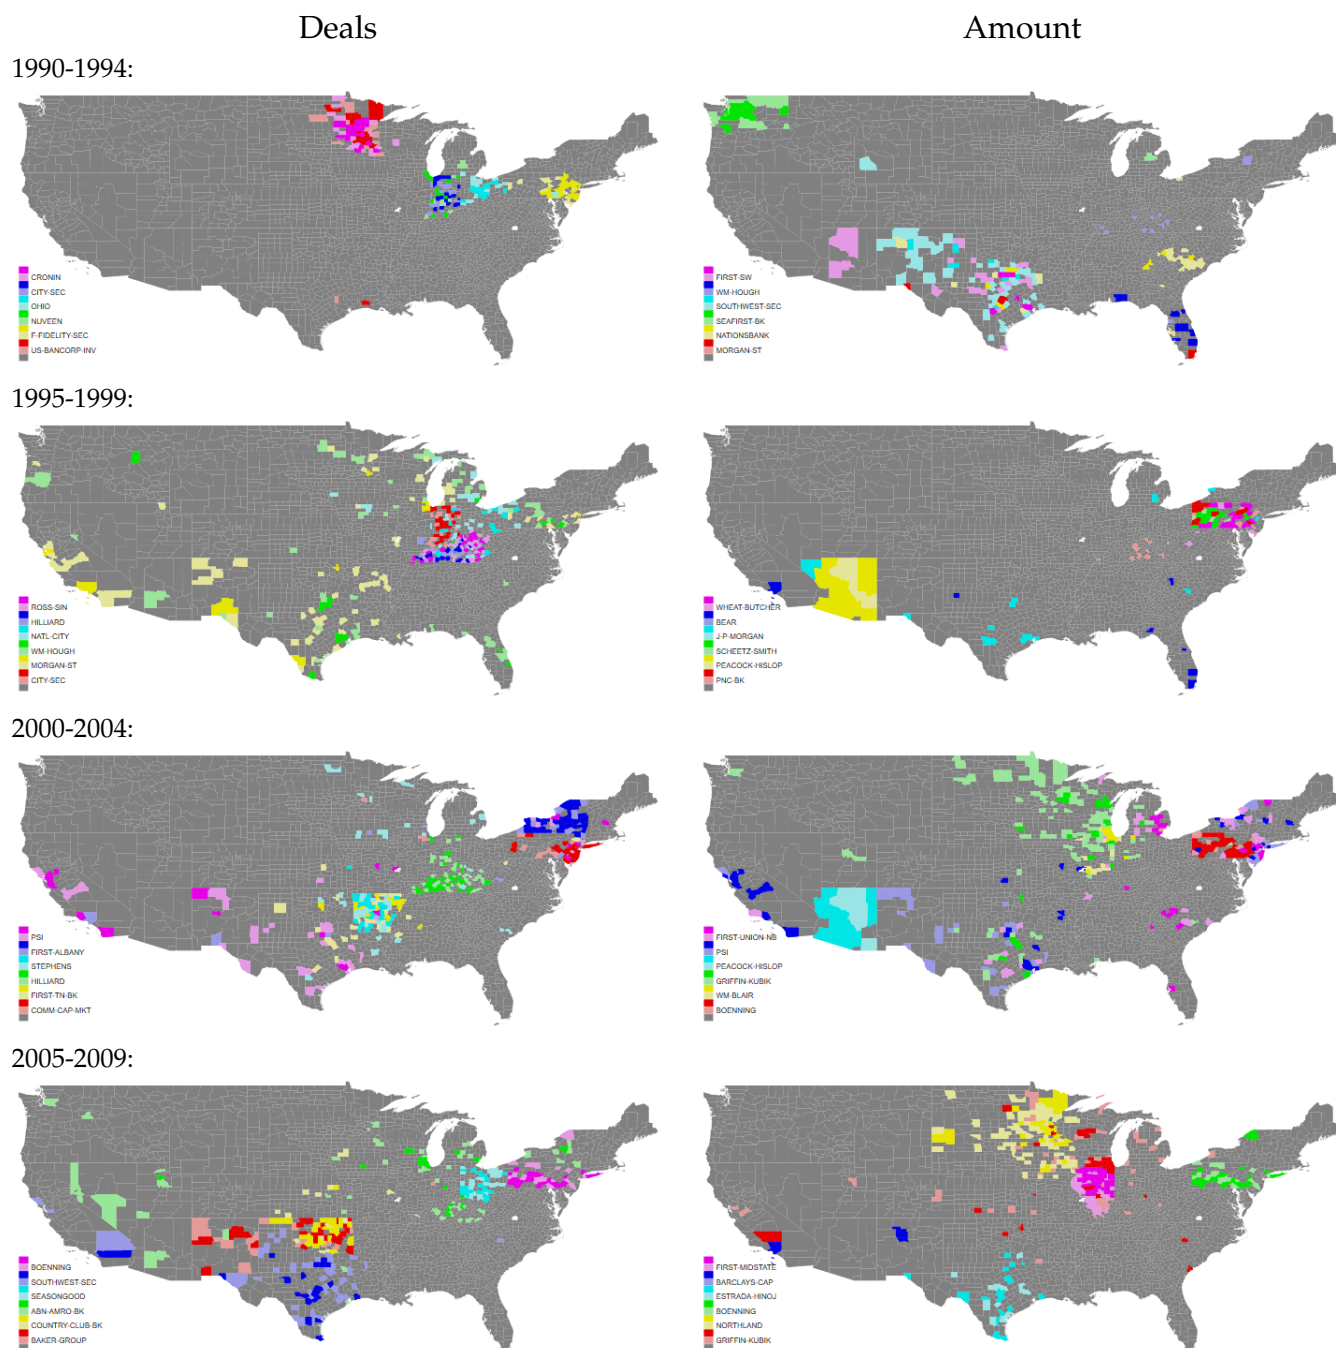 Deals
Amount
1990-1994:
CRONIN
CITY-SEC
OHIO
NUVEEN
F-FIDELITY-SEC
US-BANCORP-INV
FIRST-SW
WM-HOUGH
SOUTHWEST-SEC
SEAFIRST-BK
NATIONSBANK
MORGAN-ST
1995-1999:
ROSS-SIN
HILLIARD
NATL-CITY
WM-HOUGH
MORGAN-ST
CITY-SEC
WHEAT-BUTCHER
BEAR
J-P-MORGAN
SCHEETZ-SMITH
PEACOCK-HISLOP
PNC-BK
2000-2004:
PSI
FIRST-ALBANY
STEPHENS
HILLIARD
FIRST-TN-BK
COMM-CAP-MKT
FIRST-UNION-NB
PSI
PEACOCK-HISLOP
GRIFFIN-KUBIK
WM-BLAIR
BOENNING
2005-2009:
BOENNING
SOUTHWEST-SEC
SEASONGOOD
ABN-AMRO-BK
COUNTRY-CLUB-BK
BAKER-GROUP
FIRST-MIDSTATE
BARCLAYS-CAP
ESTRADA-HINOJ
BOENNING
NORTHLAND
GRIFFIN-KUBIK